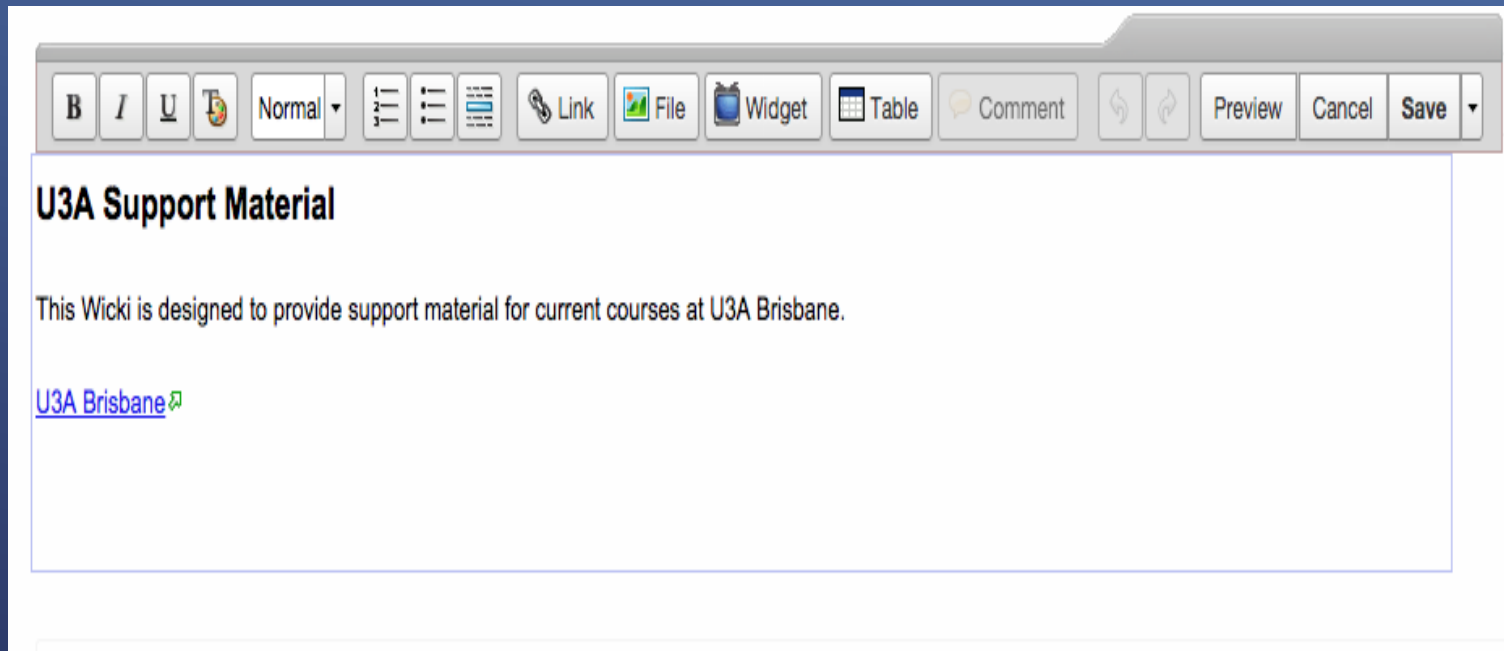 B I U T Normal Link File Widget Table Comment Preview Cancel Save
U3A Support Material
This Wicki is designed to provide support material for current courses at U3A Brisbane.
U3A Brisbane